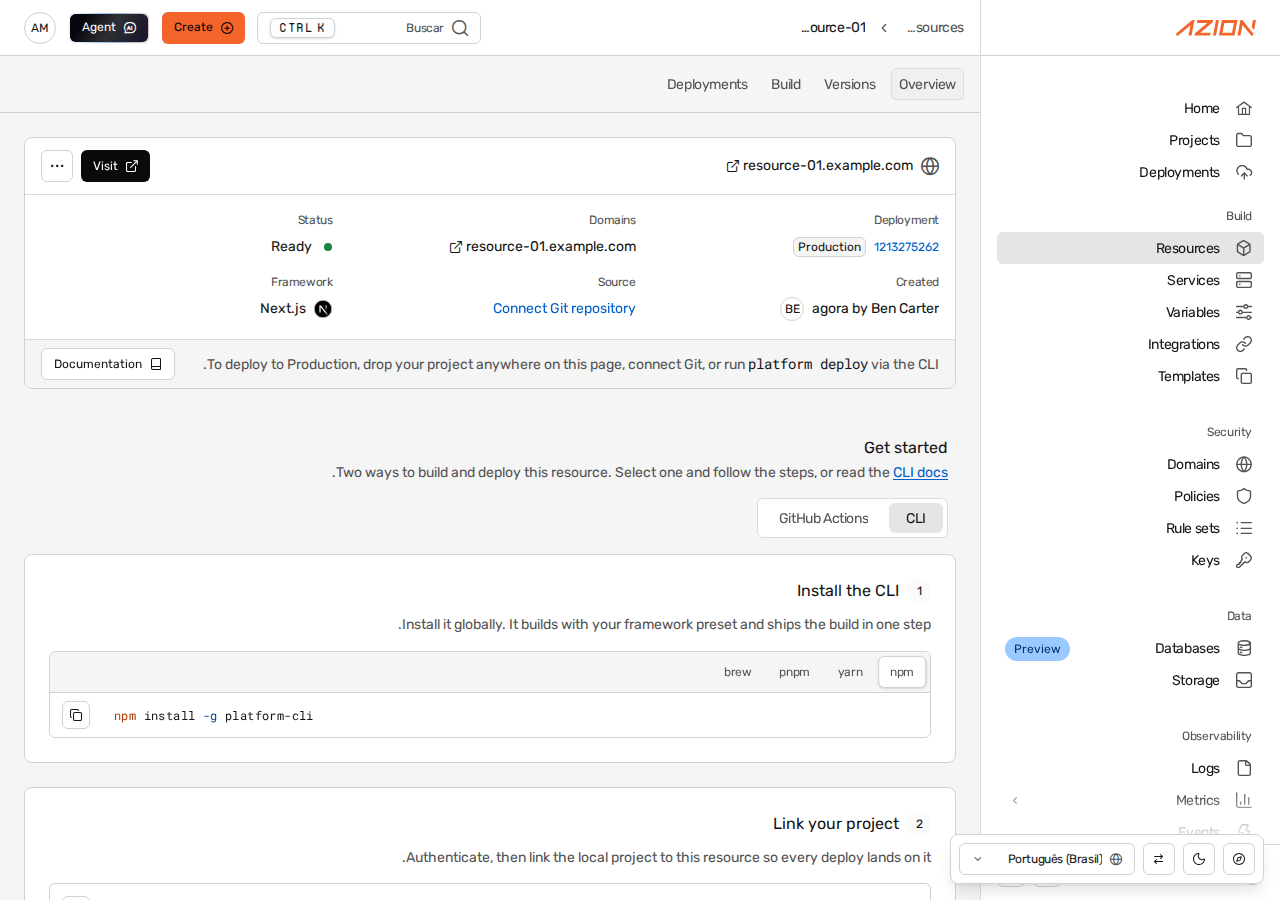 AZION
...sources
...ource-01
Buscar
CTRL K
Create
Agent
AM
Overview
Versions
Build
Deployments
Home
Projects
Deployments
Build
Resources
Services
Variables
Integrations
Templates
Security
Domains
Policies
Rule sets
Keys
Data
Databases
Preview
Storage
Observability
Logs
Metrics
Events
Português (Brasil)
resource-01.example.com
Visit
Deployment
1213275262
Production
Domains
resource-01.example.com
Status
Ready
Created
agora by Ben Carter
BE
Source
Connect Git repository
Framework
Next.js
.To deploy to Production, drop your project anywhere on this page, connect Git, or run platform deploy via the CLI
Documentation
Get started
.Two ways to build and deploy this resource. Select one and follow the steps, or read the CLI docs
CLI
GitHub Actions
1
Install the CLI
.Install it globally. It builds with your framework preset and ships the build in one step
npm
yarn
pnpm
brew
npm install -g platform-cli
2
Link your project
.Authenticate, then link the local project to this resource so every deploy lands on it